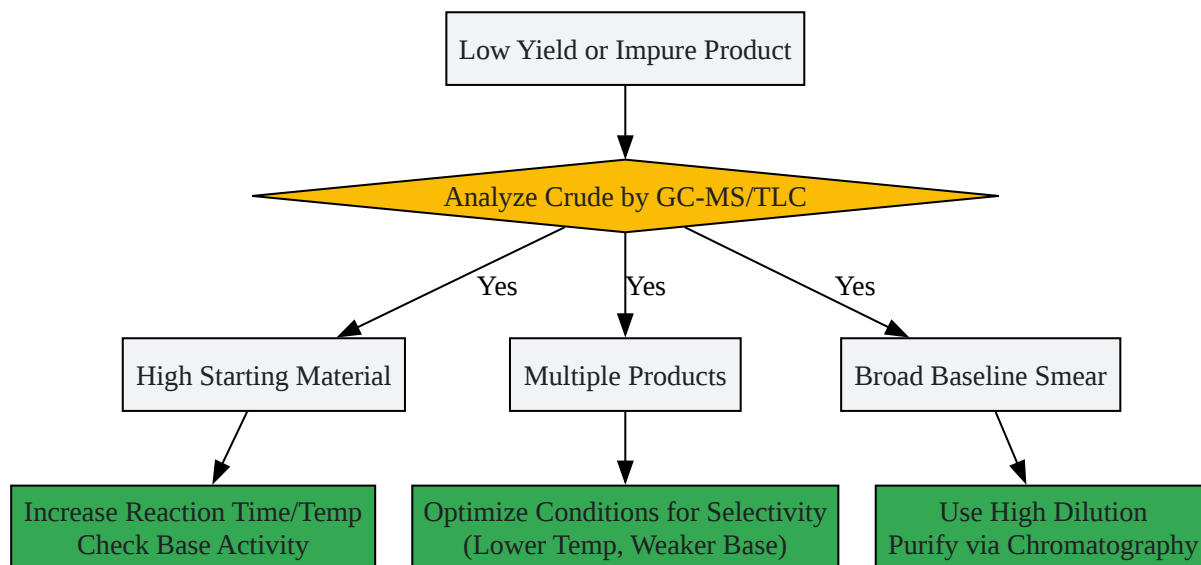 Low Yield or Impure Product
Analyze Crude by GC-MS/TLC
Yes
Yes
Yes
High Starting Material
Multiple Products
Broad Baseline Smear
Increase Reaction Time/Temp
Check Base Activity
Optimize Conditions for Selectivity
(Lower Temp, Weaker Base)
Use High Dilution
Purify via Chromatography